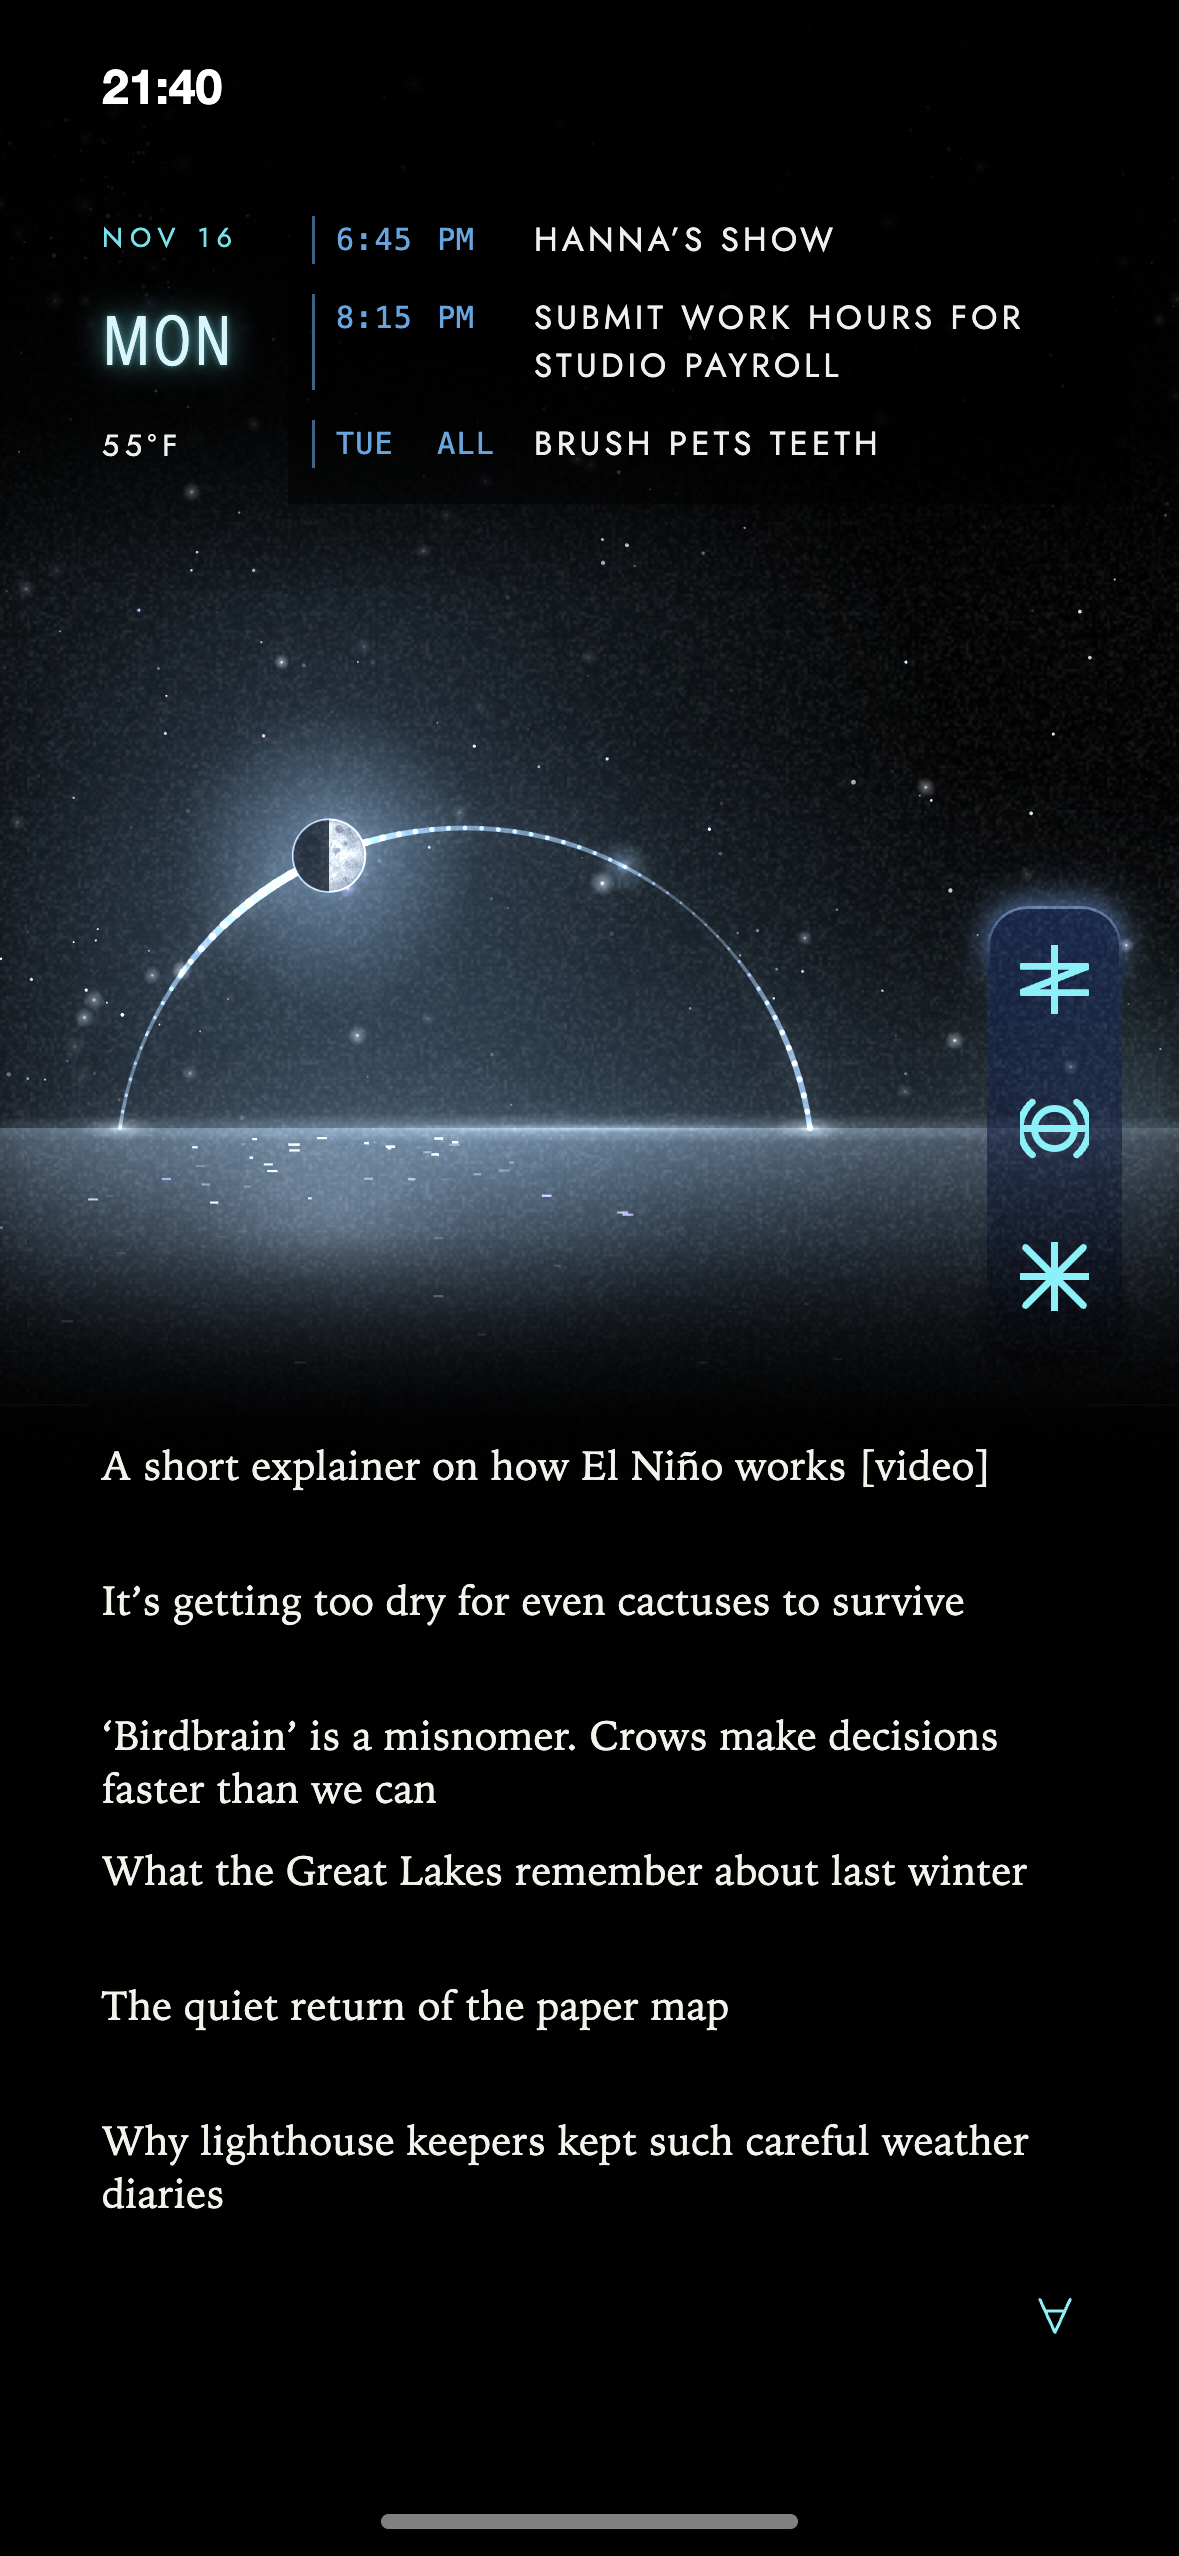 21:40
NOV 16
MON
55°F
6:45 PM HANNA’S SHOW
8:15 PM SUBMIT WORK HOURS FOR
STUDIO PAYROLL
TUE ALL BRUSH PETS TEETH
A short explainer on how El Niño works [video]
It’s getting too dry for even cactuses to survive
‘Birdbrain’ is a misnomer. Crows make decisions
faster than we can
What the Great Lakes remember about last winter
The quiet return of the paper map
Why lighthouse keepers kept such careful weather
diaries